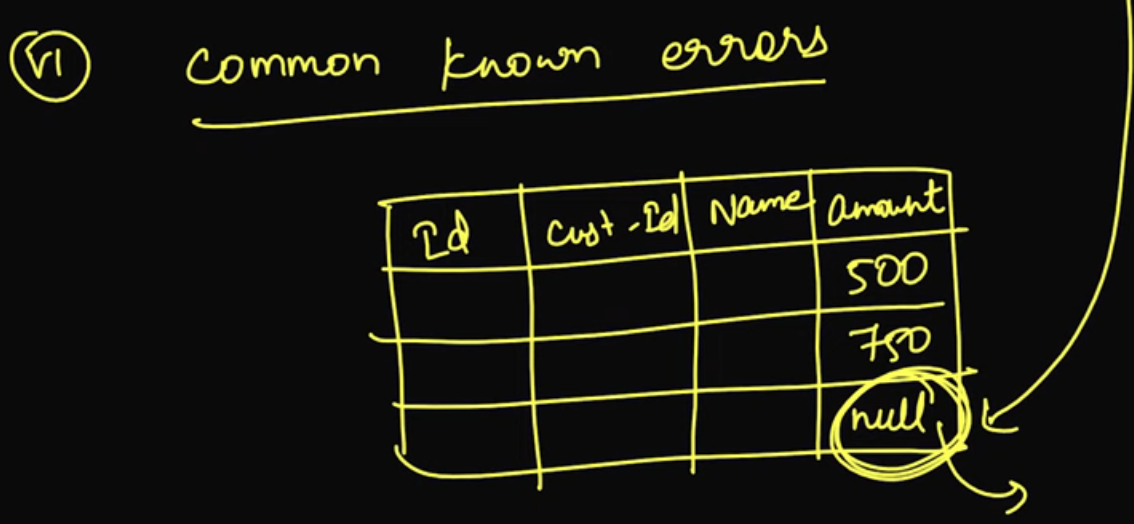 VI Common known errors
Id Cust-Id Name Amount
500
750
null